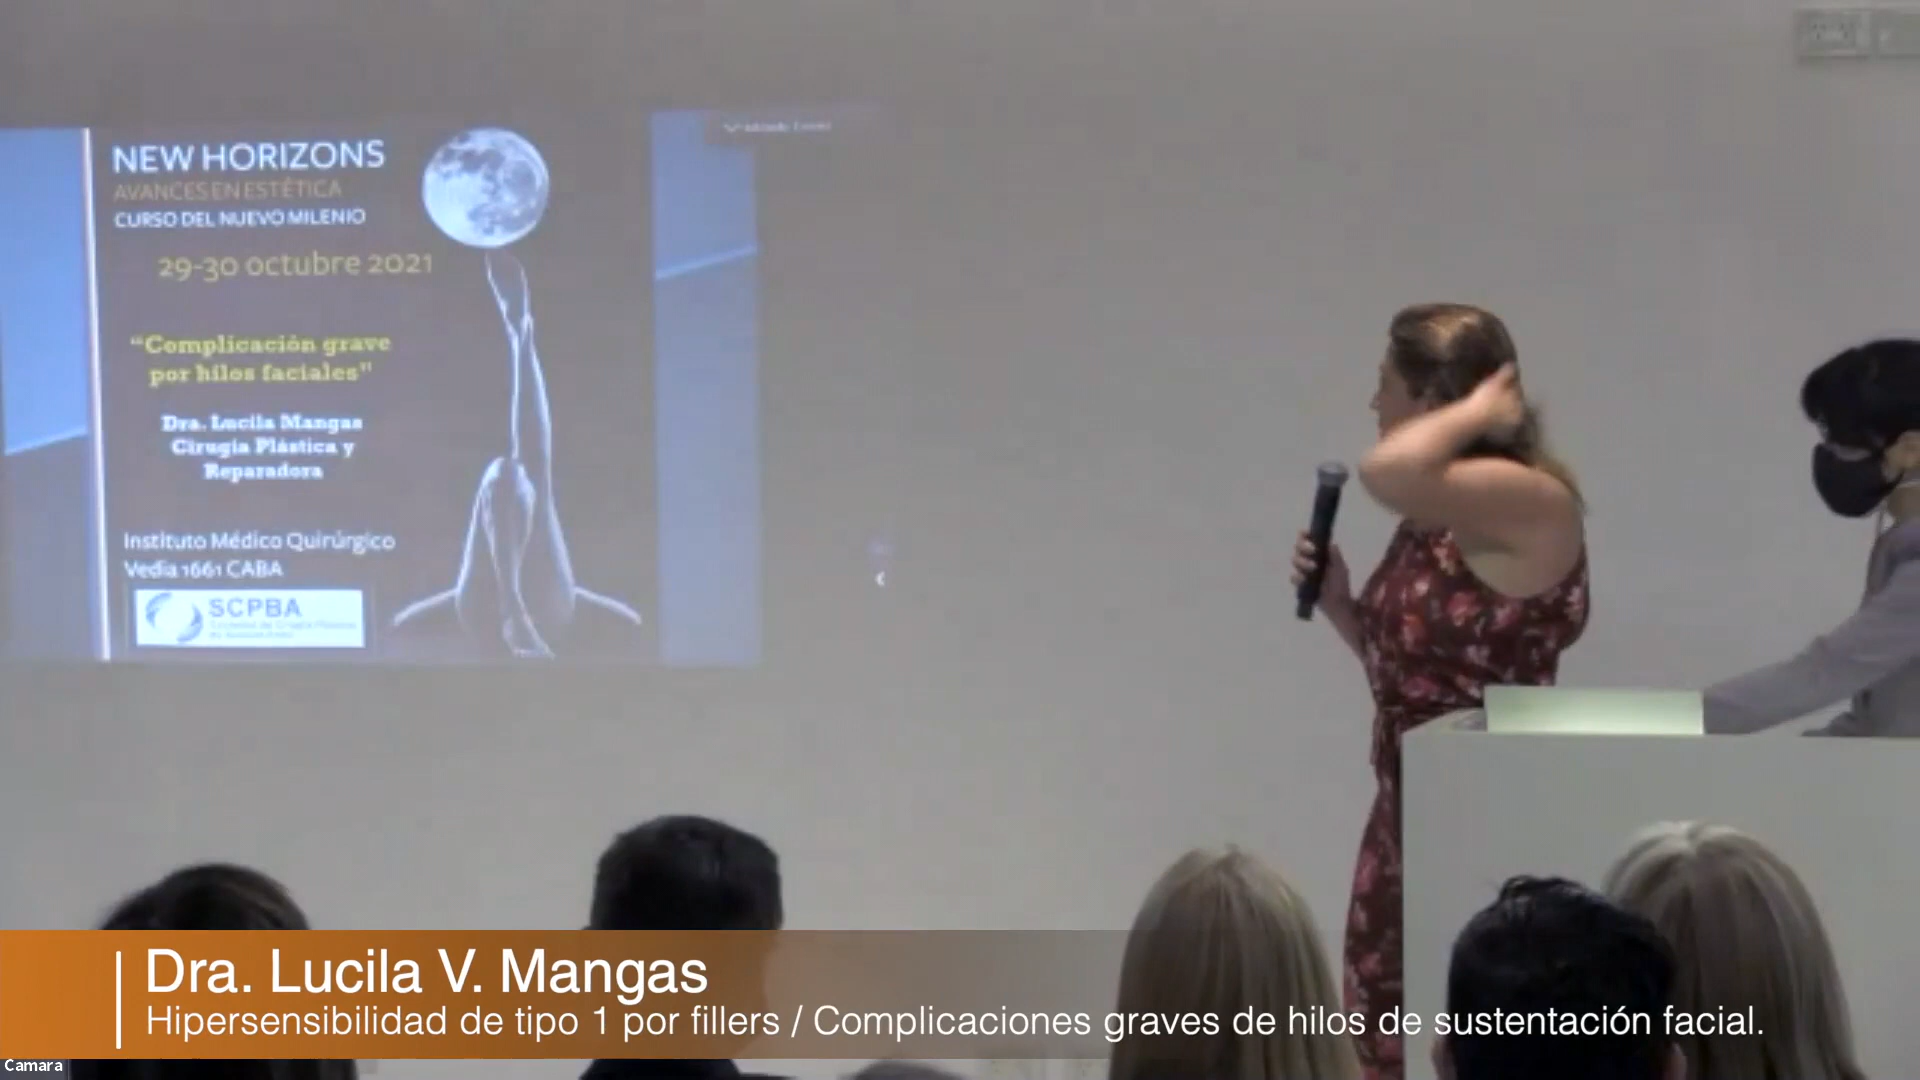 NEW HORIZONS
AVANCES EN ESTÉTICA
CURSO DEL NUEVO MILENIO
29-30 octubre 2021
“Complicación grave
por hilos faciales”
Dra. Lucila Mangas
Cirugía Plástica y
Reparadora
Instituto Médico Quirúrgico
Vedia 1661 CABA
SCPBA
Dra. Lucila V. Mangas
Hipersensibilidad de tipo 1 por fillers / Complicaciones graves de hilos de sustentación facial.
Camara